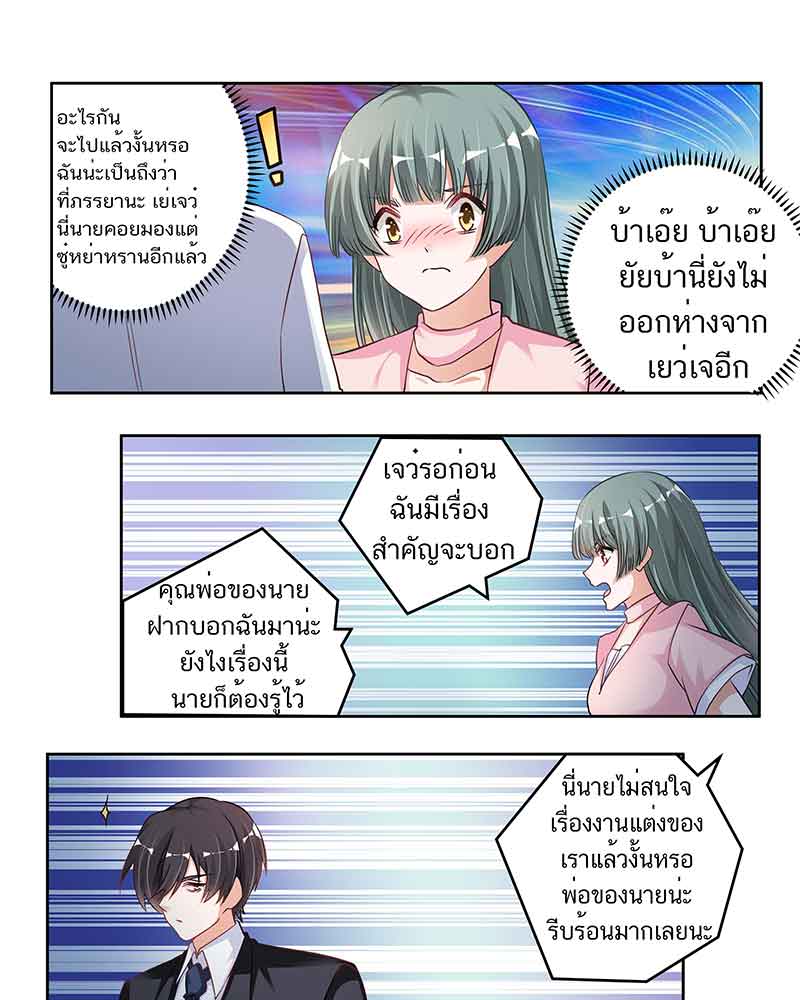 อะไรกัน
จะไปแล้วงั้นหรอ
ฉันน่ะเป็นถึงว่า
ที่ภรรยานะ เย่เจว๋
นี่นายคอยมองแต่
ซู่หย่าหรานอีกแล้ว
!
บ้าเอ๊ย บ้าเอ๊ย
ยัยบ้านี่ยังไม่
ออกห่างจาก
เยว่เจอีก
เจว๋รอก่อน
ฉันมีเรื่อง
สำคัญจะบอก
คุณพ่อของนาย
ฝากบอกฉันมาน่ะ
ยังไงเรื่องนี้
นายก็ต้องรู้ไว้
นี่นายไม่สนใจ
เรื่องงานแต่งของ
เราแล้วงั้นหรอ
พ่อของนายน่ะ
รีบร้อนมากเลยนะ